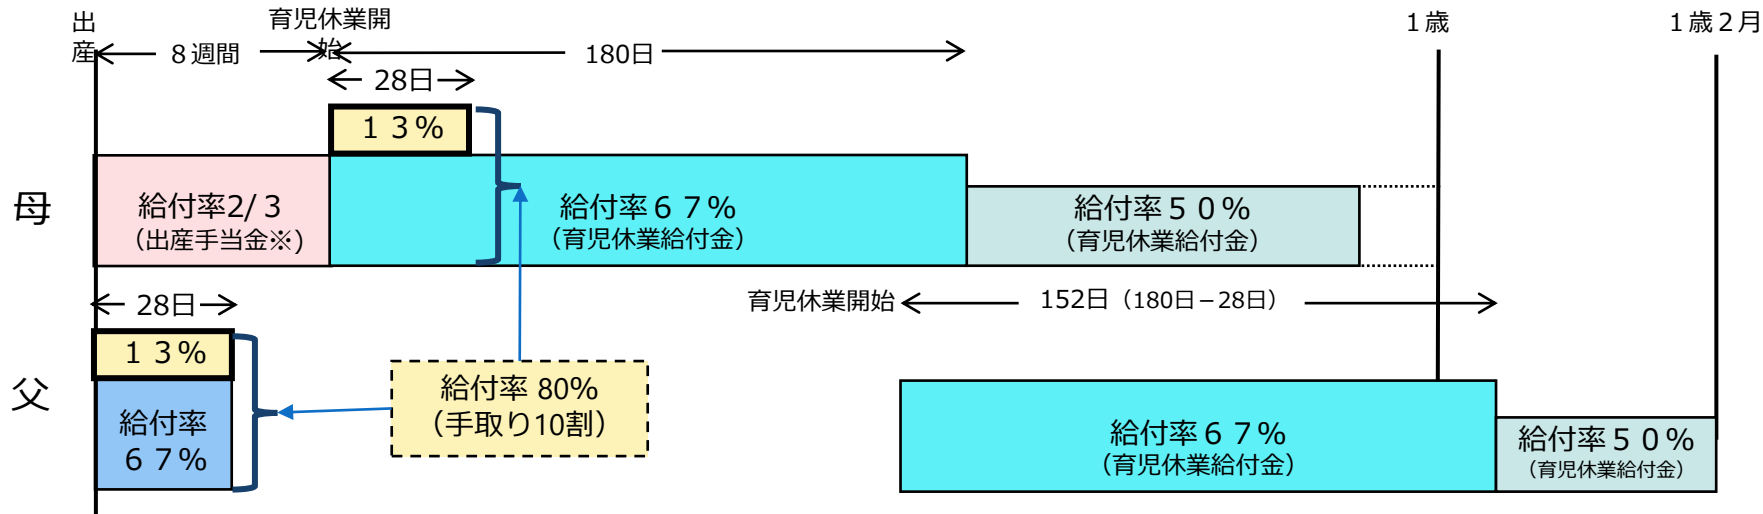 出
産
育児休業開
始
１歳
１歳２月
８週間
180日
28日
１３％
母
給付率2/３
（出産手当金※）
給付率６７％
（育児休業給付金）
給付率５０％
（育児休業給付金）
28日
育児休業開始
152日（180日－28日）
１３％
父
給付率
６７％
給付率 80％
（手取り10割）
給付率６７％
（育児休業給付金）
給付率５０％
（育児休業給付金）